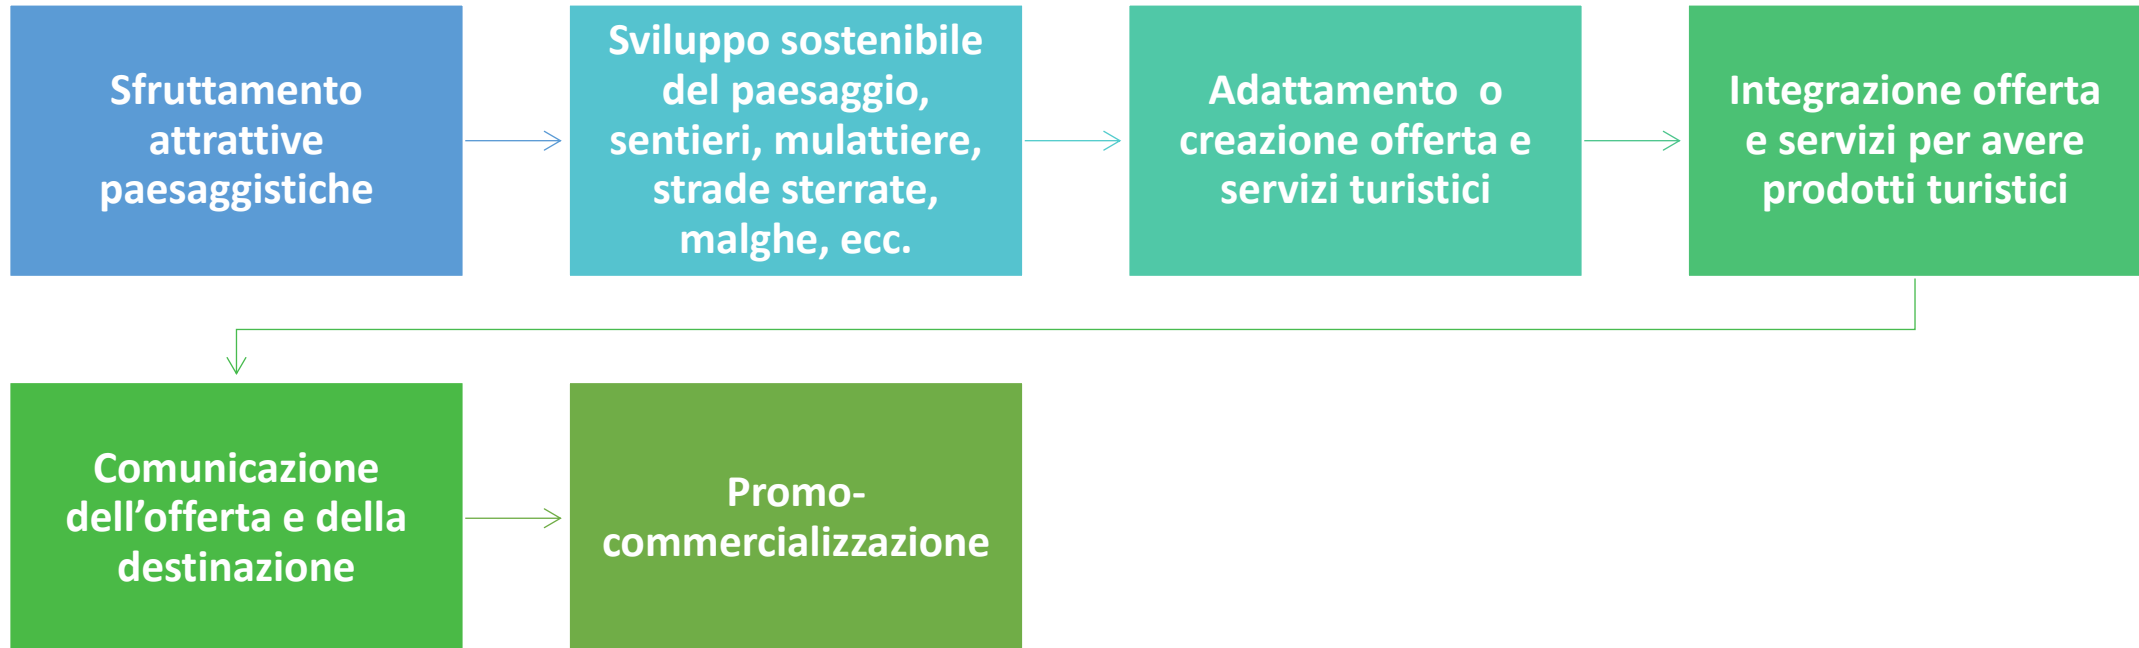 Sfruttamento
attrattive
paesaggistiche
Sviluppo sostenibile
del paesaggio,
sentieri, mulattiere,
strade sterrate,
malghe, ecc.
Adattamento  o
creazione offerta e
servizi turistici
Integrazione offerta
e servizi per avere
prodotti turistici
Comunicazione
dell’offerta e della
destinazione
Promo-
commercializzazione